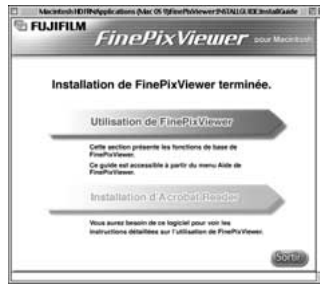 FUJIFILM
FinePixViewer pour Macintosh
Installation de FinePixViewer terminée.
Utilisation de FinePixViewer
Cette section présente les fonctions de base de
FinePixViewer.
Ce guide est accessible à partir du menu Aide de
FinePixViewer.
Installation d'Acrobat Reader
Vous aurez besoin de ce logiciel pour voir les
instructions détaillées sur l'utilisation de FinePixViewer.
Sortir